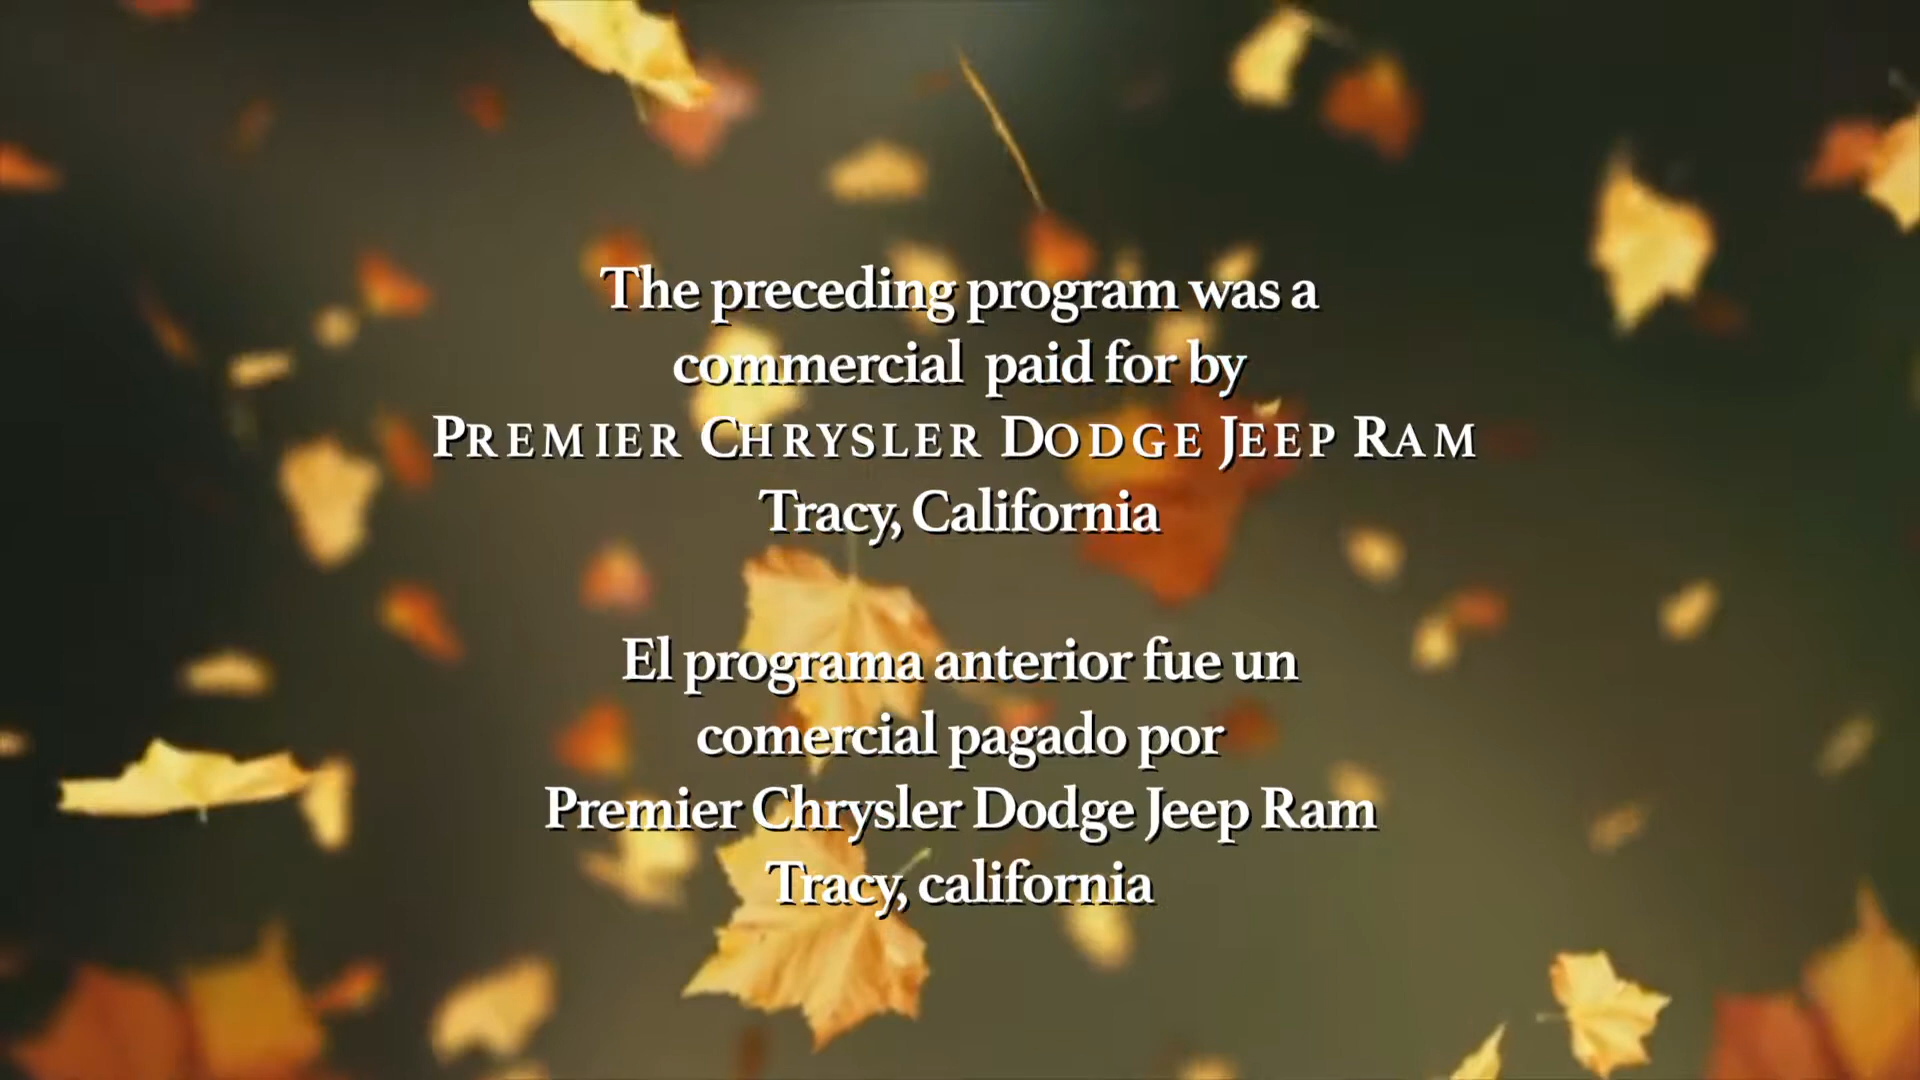 The preceding program was a
commercial paid for by
PREMIER CHRYSLER DODGE JEEP RAM
Tracy, California
El programa anterior fue un
comercial pagado por
Premier Chrysler Dodge Jeep Ram
Tracy, california